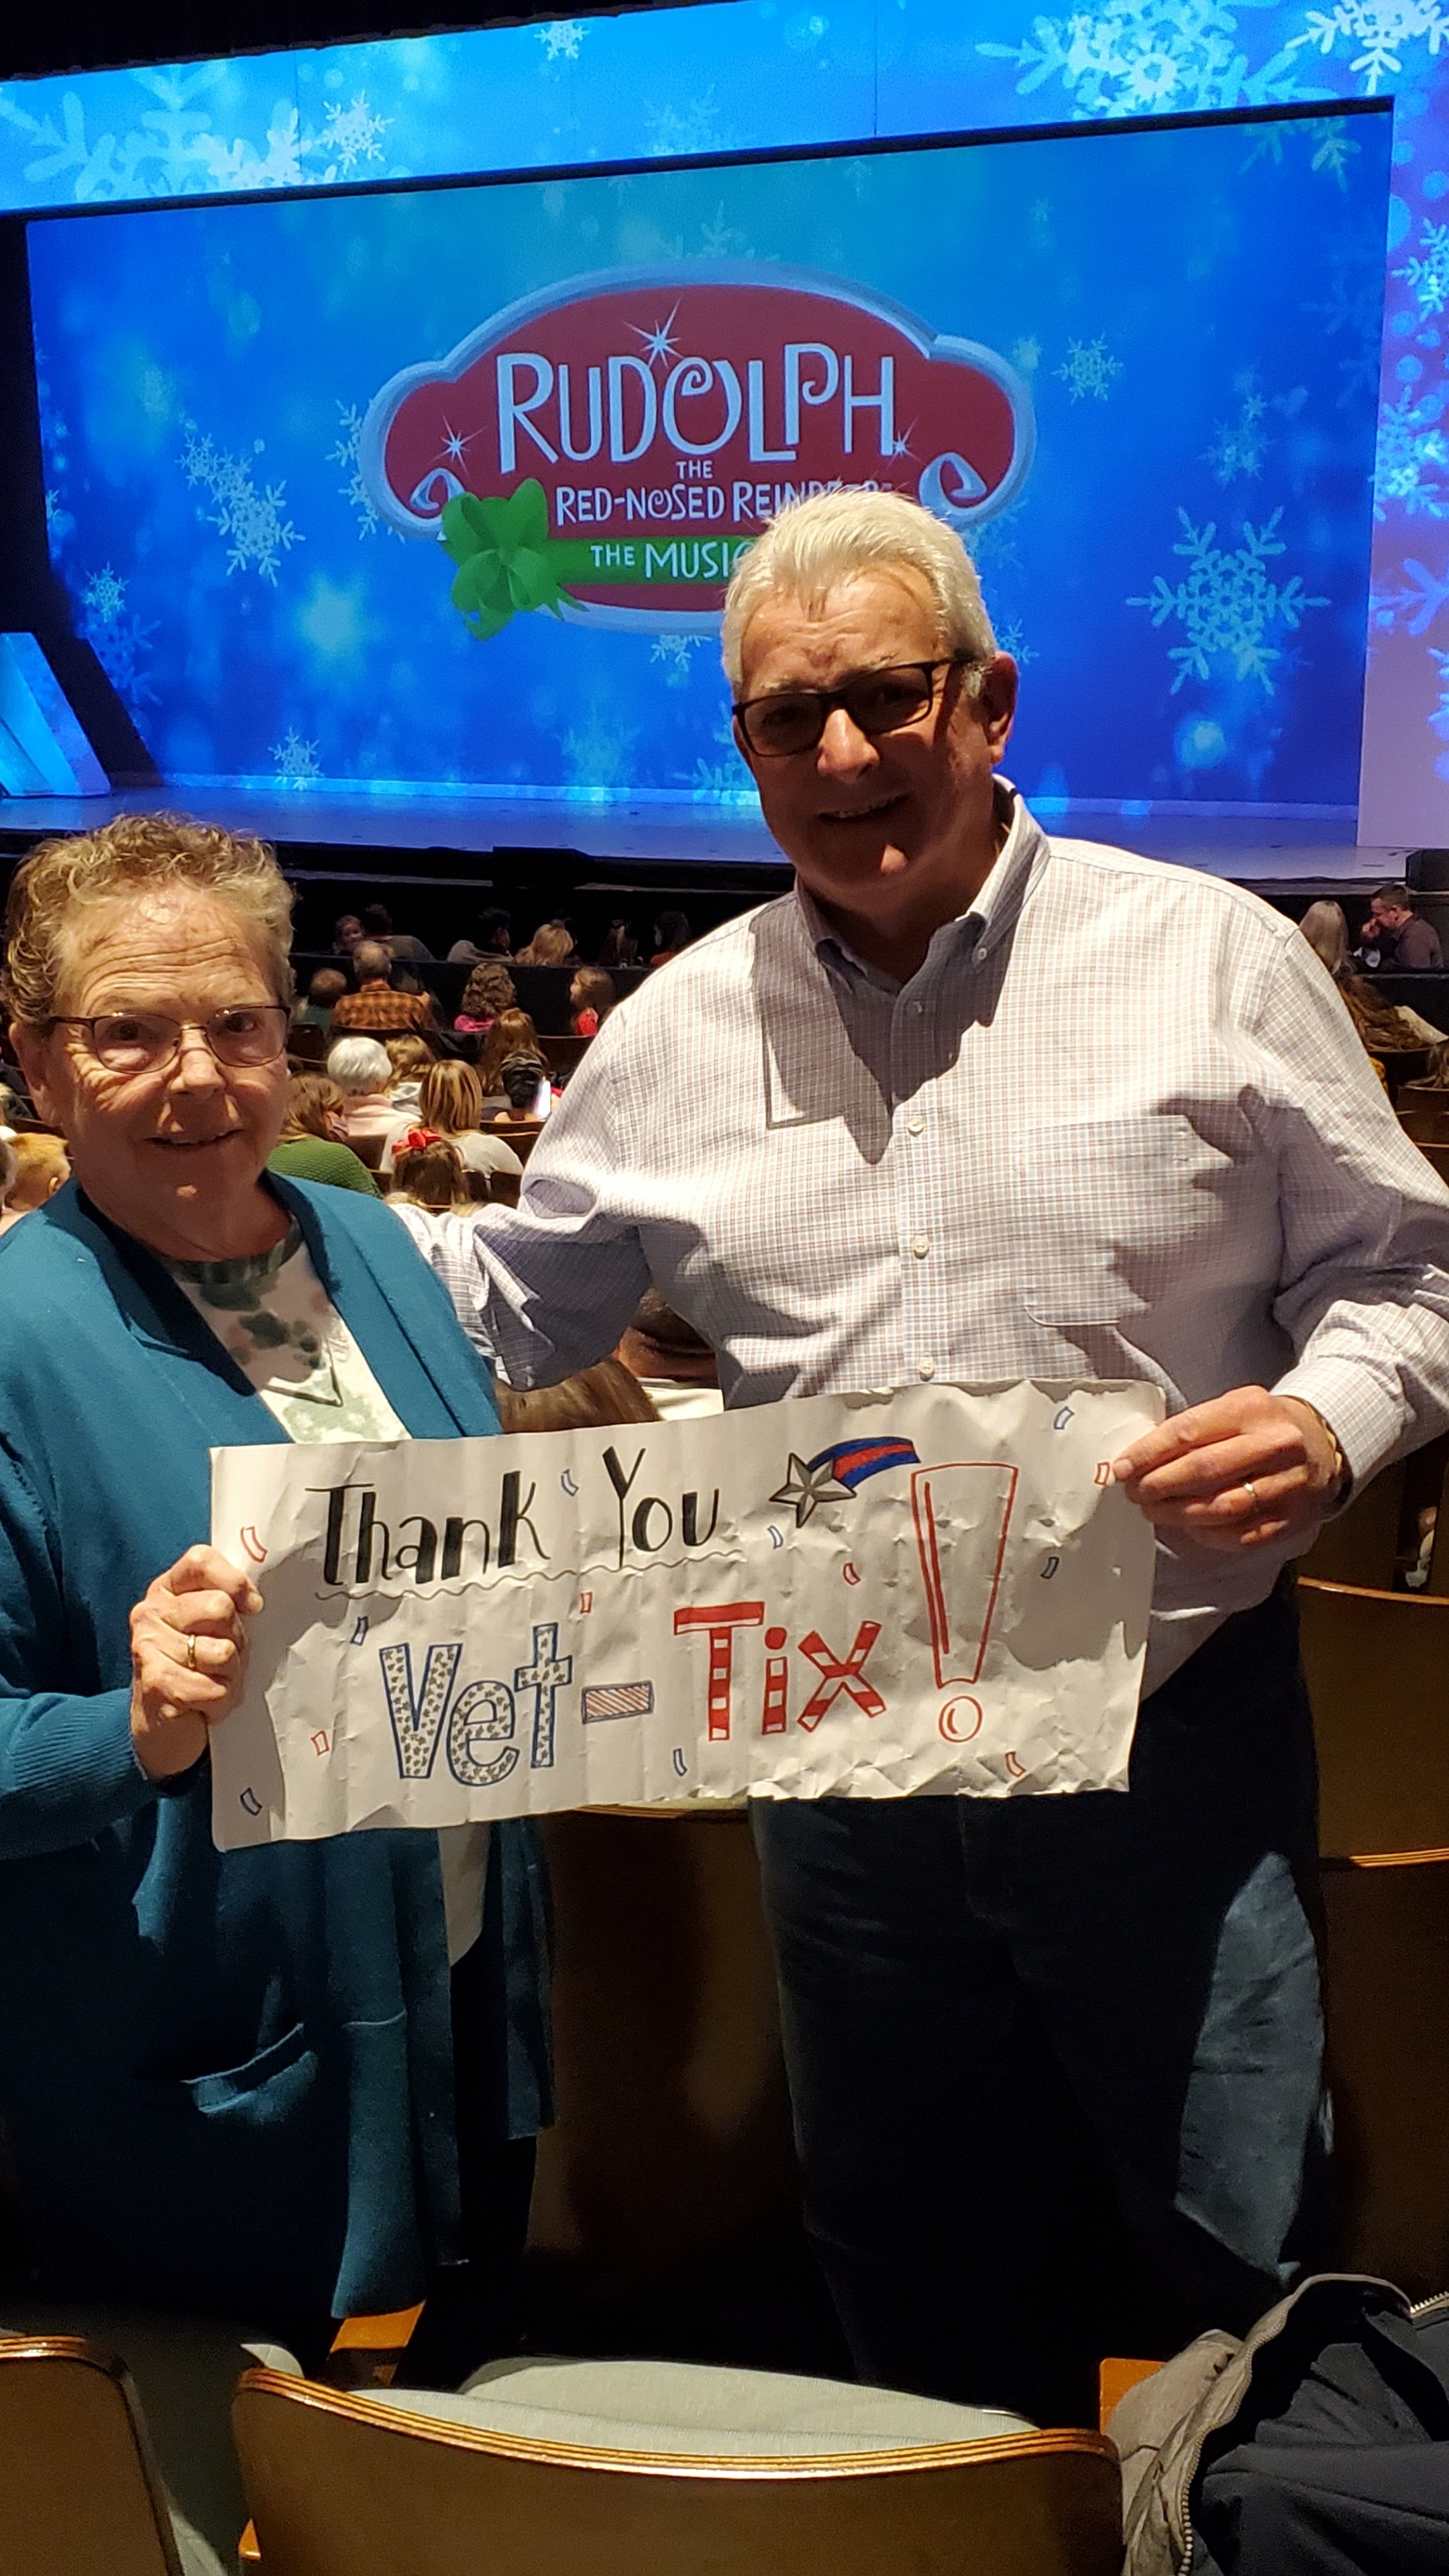 RUDOLPH
THE
RED-NOSED
THE
Thank You
Vet-Tix!